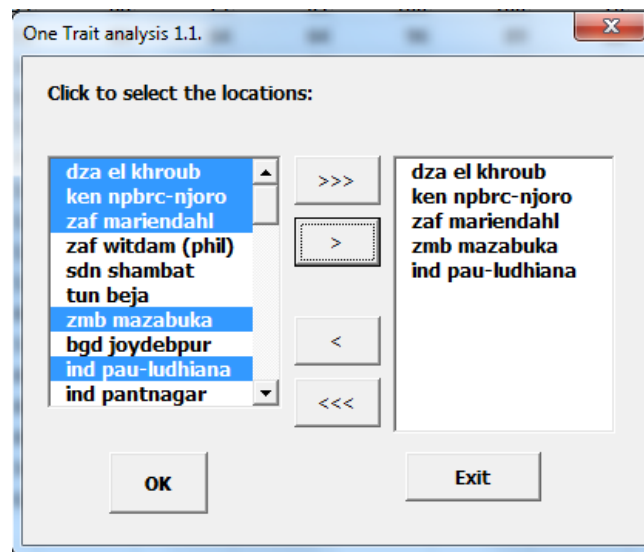 One Trait analysis 1.1.
Click to select the locations:
dza el khroub
ken npbrc-njoro
zaf mariendahl
zaf witdam (phil)
sdn shambat
tun beja
zmb mazabuka
bgd joydebpur
ind pau-ludhiana
ind pantnagar
>>>
>
<
<<<
dza el khroub
ken npbrc-njoro
zaf mariendahl
zmb mazabuka
ind pau-ludhiana
OK
Exit